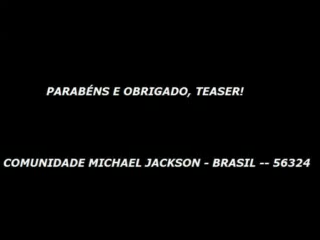 PARABÉNS E OBRIGADO, TEASER!
COMUNIDADE MICHAEL JACKSON - BRASIL -- 56324